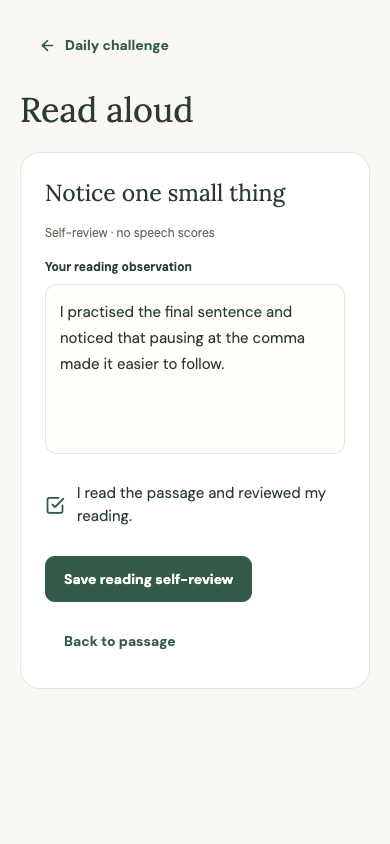 Daily challenge
Read aloud
Notice one small thing
Self-review · no speech scores
Your reading observation
I practised the final sentence and
noticed that pausing at the comma
made it easier to follow.
I read the passage and reviewed my
reading.
Save reading self-review
Back to passage